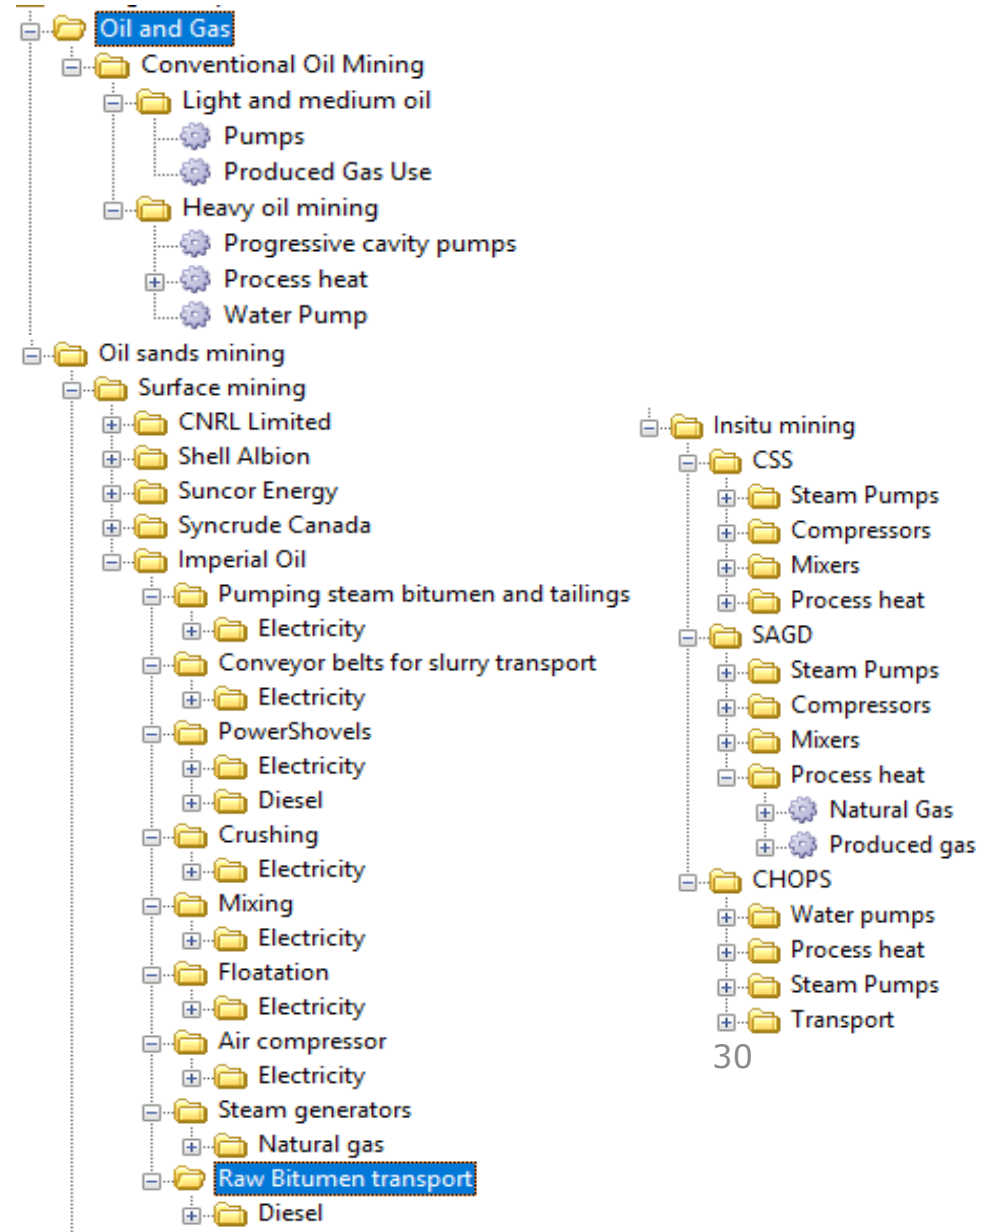 Oil and Gas
Conventional Oil Mining
Light and medium oil
Pumps
Produced Gas Use
Heavy oil mining
Progressive cavity pumps
Process heat
Water Pump
Oil sands mining
Surface mining
CNRL Limited
Shell Albion
Suncor Energy
Syncrude Canada
Imperial Oil
Pumping steam bitumen and tailings
Electricity
Conveyor belts for slurry transport
Electricity
PowerShovels
Electricity
Diesel
Crushing
Electricity
Mixing
Electricity
Floatation
Electricity
Air compressor
Electricity
Steam generators
Natural gas
Raw Bitumen transport
Diesel
Insitu mining
CSS
Steam Pumps
Compressors
Mixers
Process heat
SAGD
Steam Pumps
Compressors
Mixers
Process heat
Natural Gas
Produced gas
CHOPS
Water pumps
Process heat
Steam Pumps
Transport
30